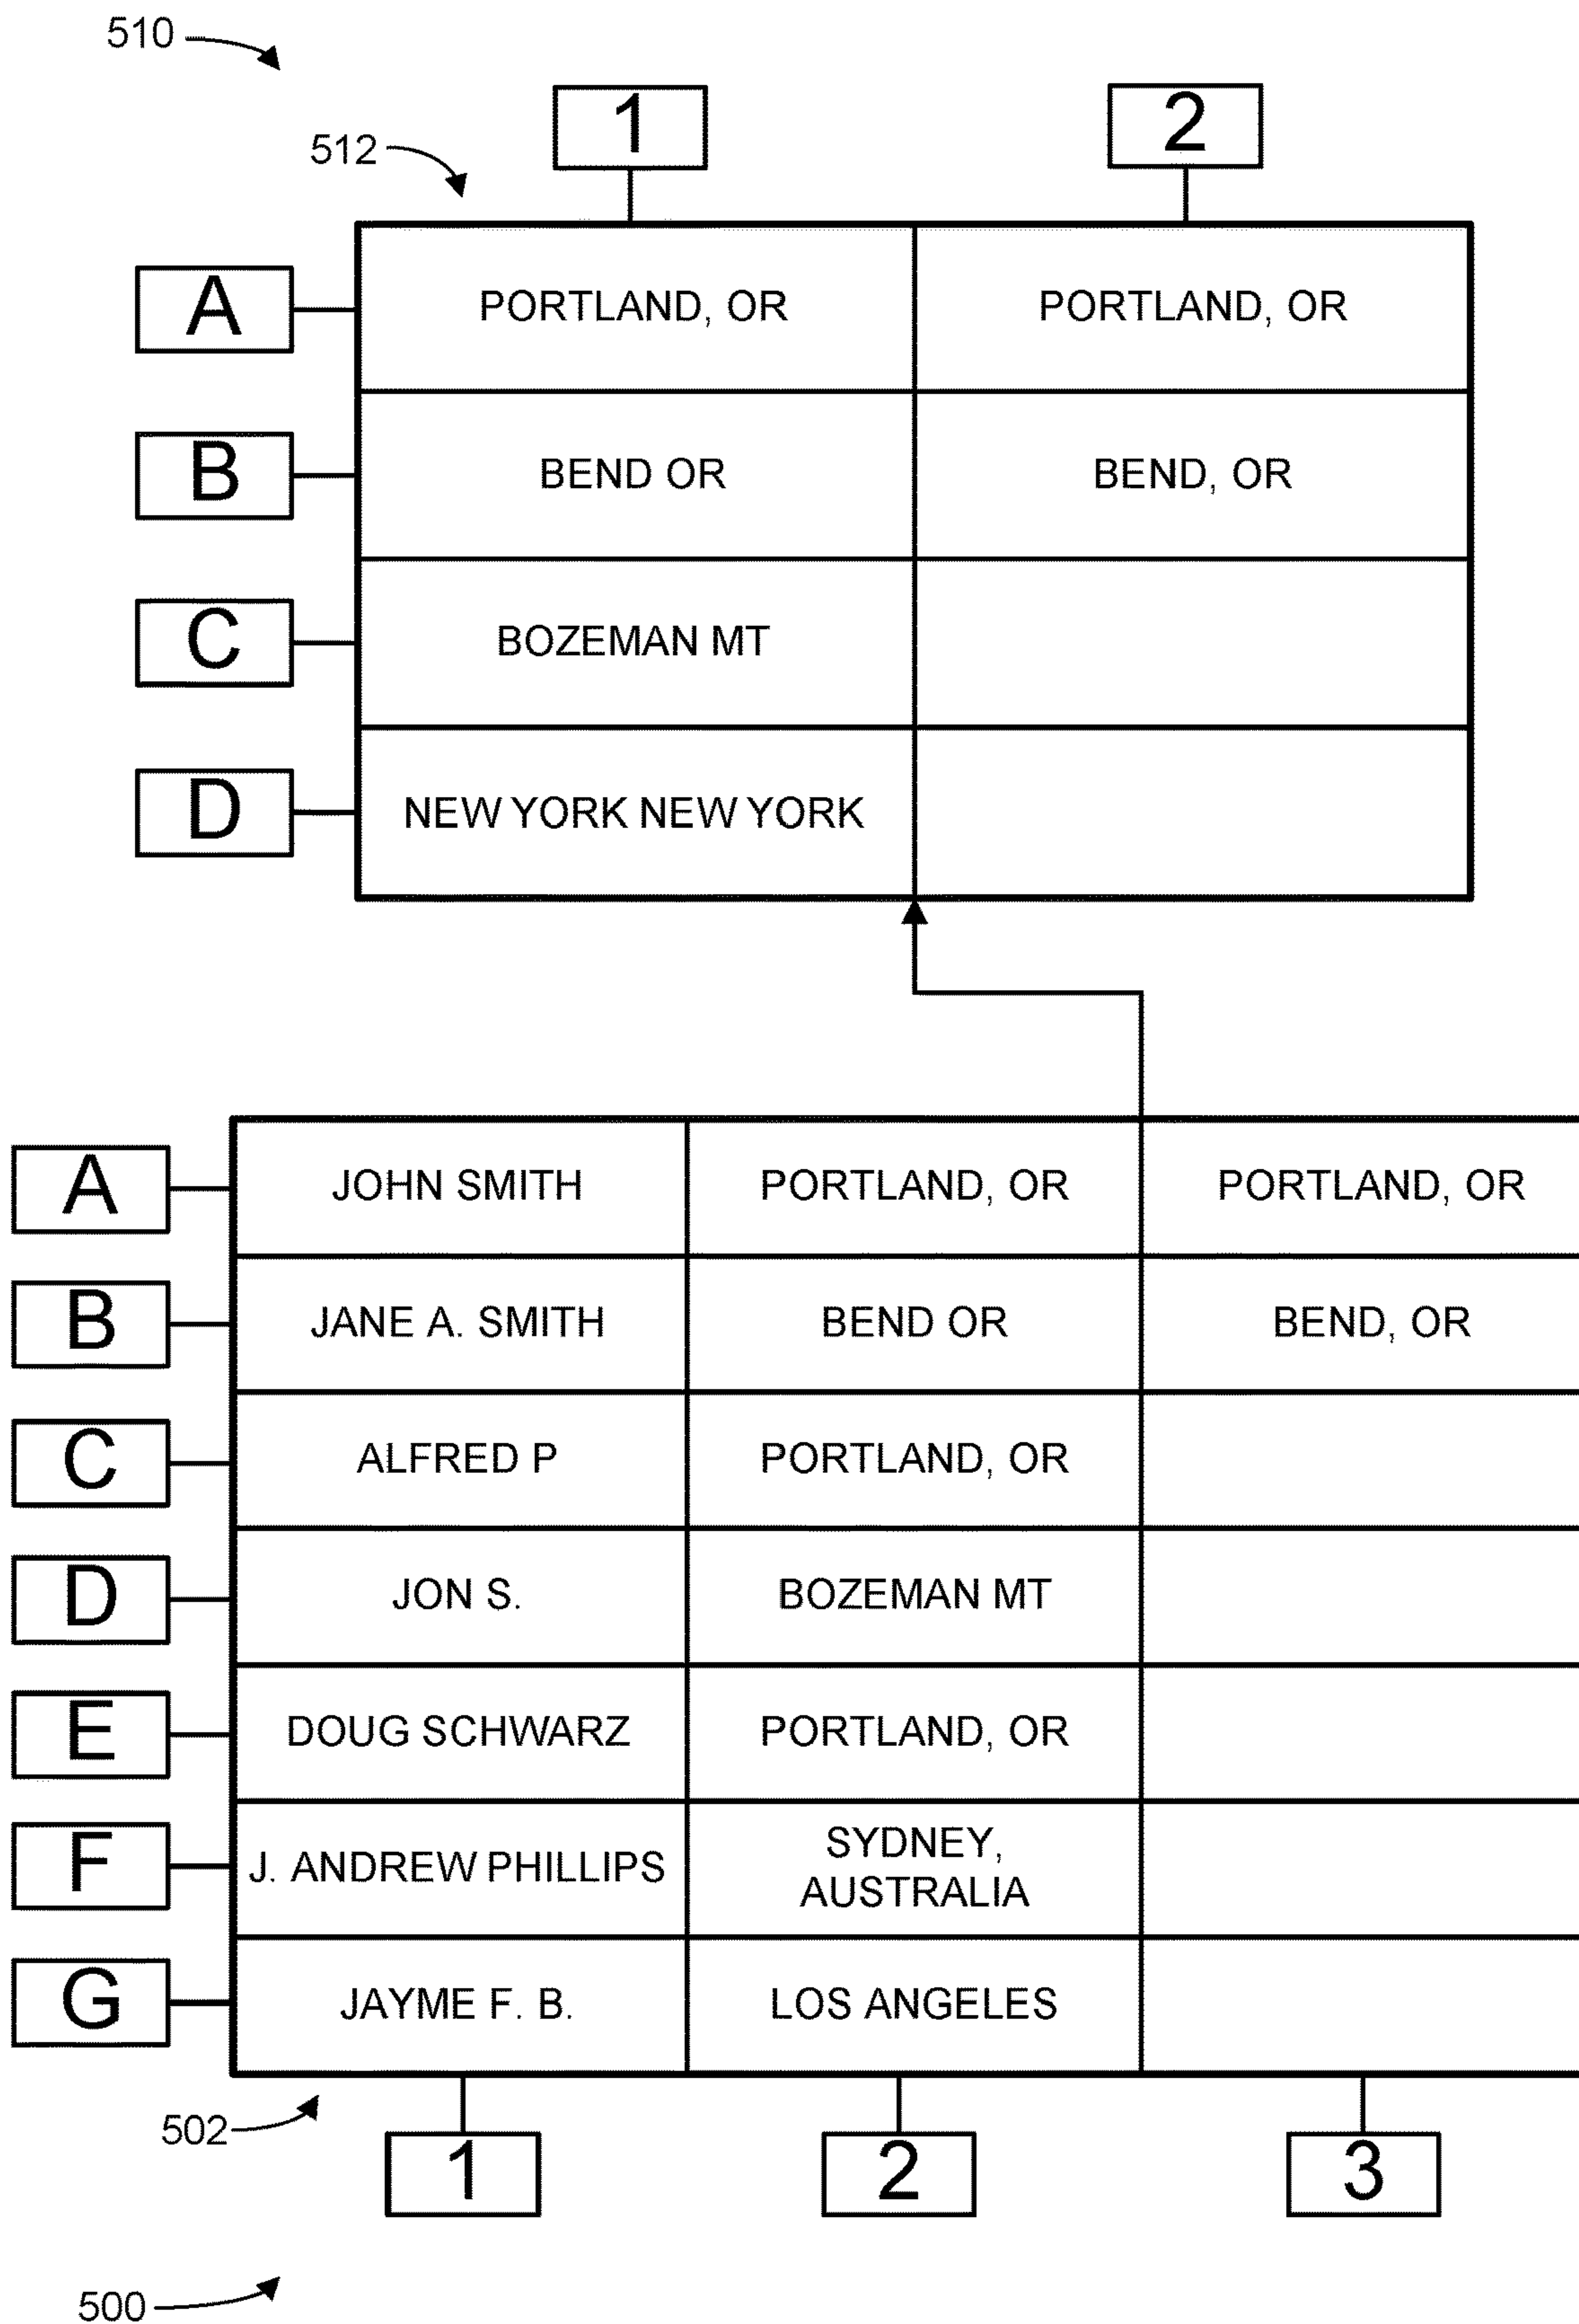 510
1
2
512
A
PORTLAND, OR
PORTLAND, OR
B
BEND OR
BEND, OR
C
BOZEMAN MT
D
NEW YORK NEW YORK
A
JOHN SMITH
PORTLAND, OR
PORTLAND, OR
B
JANE A. SMITH
BEND OR
BEND, OR
C
ALFRED P
PORTLAND, OR
D
JON S.
BOZEMAN MT
E
DOUG SCHWARZ
PORTLAND, OR
F
J. ANDREW PHILLIPS
SYDNEY,
AUSTRALIA
G
JAYME F. B.
LOS ANGELES
502
1
2
3
500